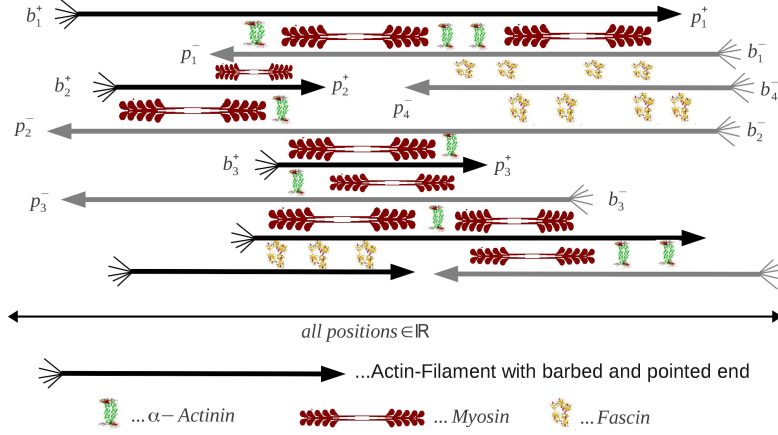 b₁⁺ p₁⁺
p₁⁻ b₁⁻
b₂⁺ p₂⁺ p₄⁻ b₄⁻
p₂⁻ b₂⁻
b₃⁺ p₃⁺
p₃⁻ b₃⁻
all positions∈ℝ
...Actin-Filament with barbed and pointed end
...α−Actinin ...Myosin ...Fascin